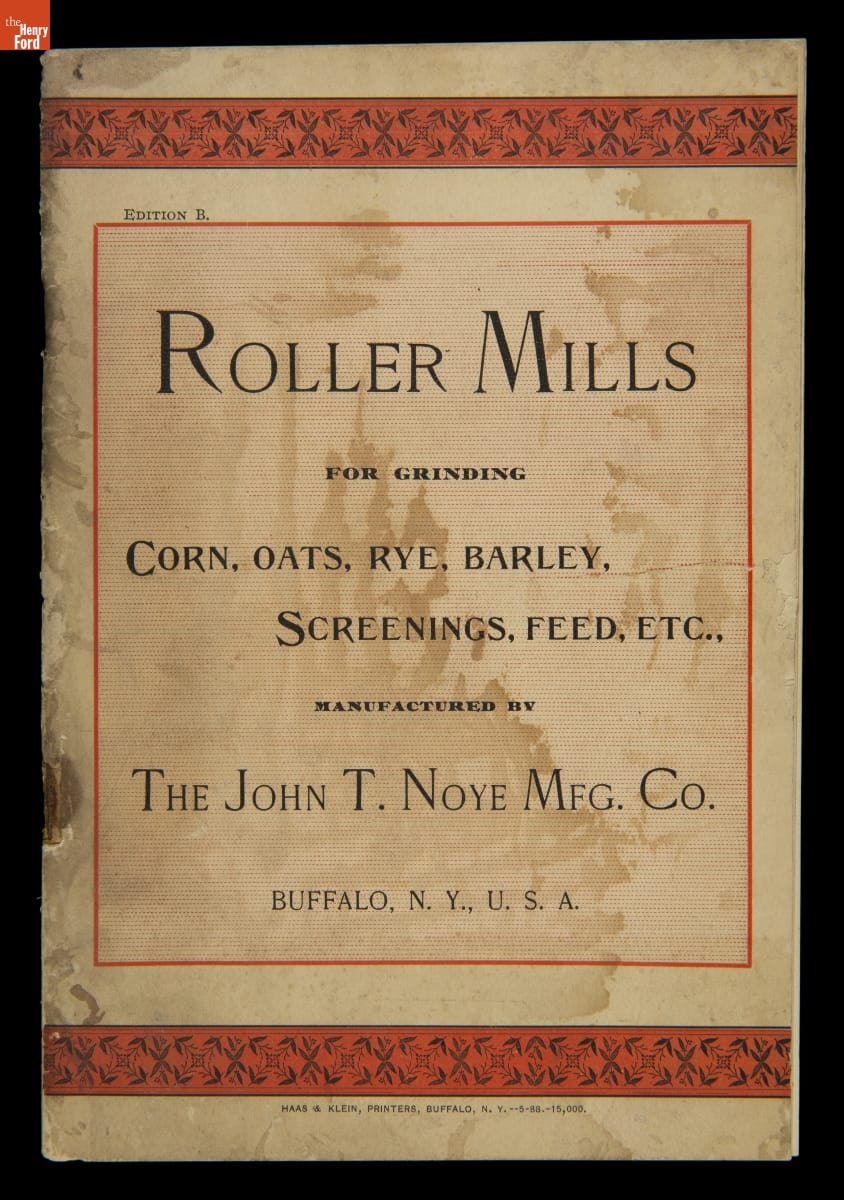 the
Henry
Ford
EDITION B.
ROLLER MILLS
FOR GRINDING
CORN, OATS, RYE, BARLEY,
SCREENINGS, FEED, ETC.,
MANUFACTURED BY
THE JOHN T. NOYE MFG. CO.
BUFFALO, N. Y., U. S. A.
HAAS & KLEIN, PRINTERS, BUFFALO, N. Y.--5-88.-15,000.